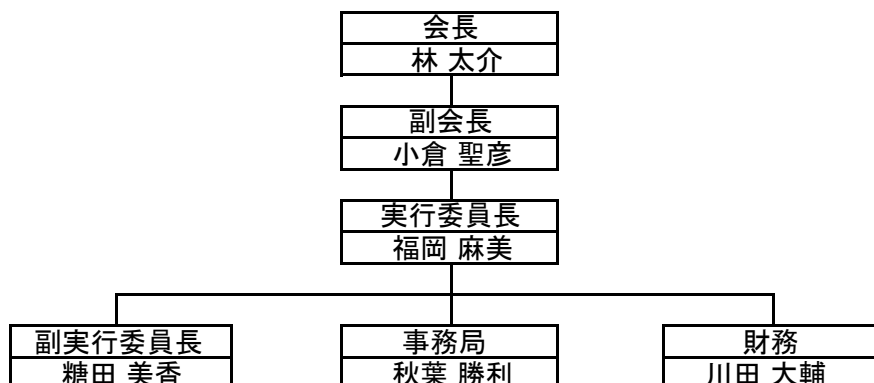 会長
林 太介
副会長
小倉 聖彦
実行委員長
福岡 麻美
副実行委員長
事務局
財務
糖田 美香
秋葉 勝利
川田 大輔